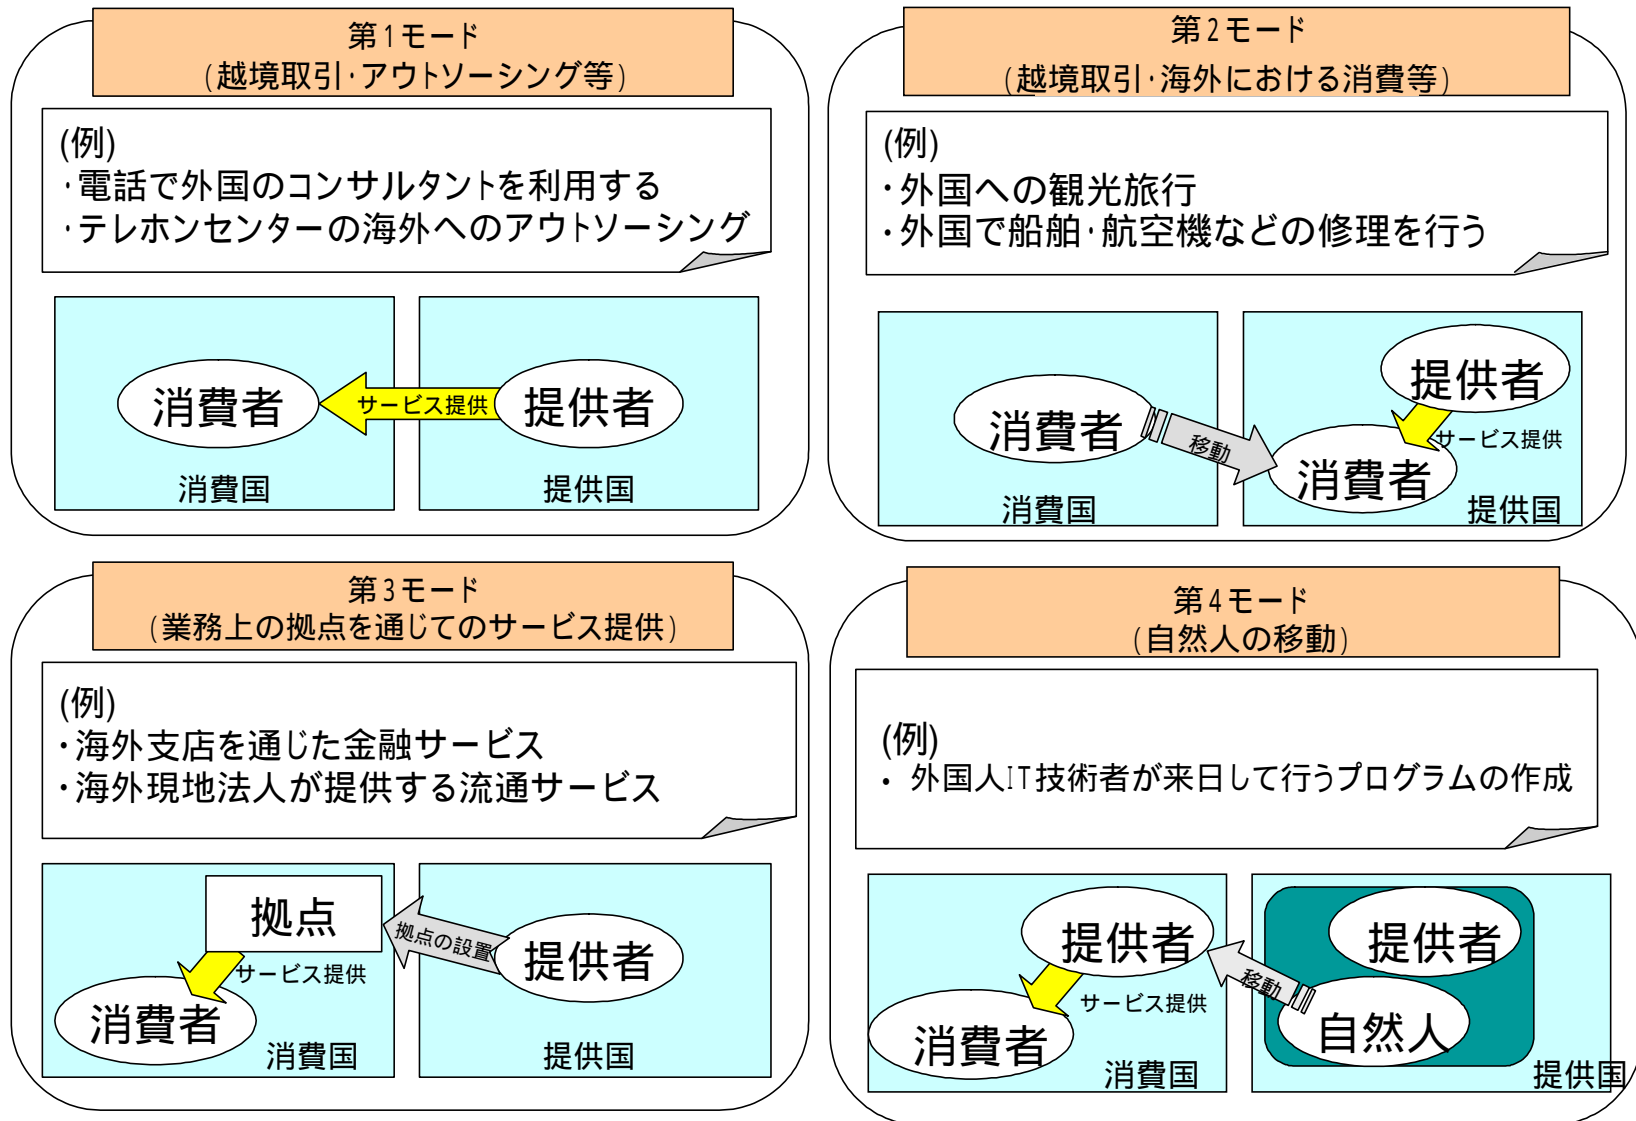 第1モード
(越境取引・アウトソーシング等)
(例)
・電話で外国のコンサルタントを利用する
・テレホンセンターの海外へのアウトソーシング
消費者
サービス提供
提供者
消費国
提供国
第2モード
(越境取引・海外における消費等)
(例)
・外国への観光旅行
・外国で船舶・航空機などの修理を行う
提供者
消費者
移動
サービス提供
消費者
消費国
提供国
第3モード
(業務上の拠点を通じてのサービス提供)
(例)
・海外支店を通じた金融サービス
・海外現地法人が提供する流通サービス
拠点
拠点の設置
提供者
サービス提供
消費者
消費国
提供国
第4モード
(自然人の移動)
(例)
・ 外国人IT技術者が来日して行うプログラムの作成
提供者
提供者
移動
サービス提供
自然人
消費者
消費国
提供国